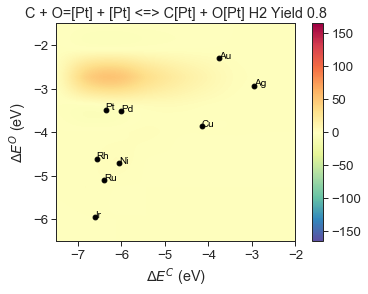 C + O=[Pt] + [Pt] <=> C[Pt] + O[Pt] H2 Yield 0.8
ΔE^O (eV)
−2
−3
−4
−5
−6
Au
Ag
Pt
Pd
Cu
Rh
Ni
Ru
Ir
−7
−6
−5
−4
−3
−2
ΔE^C (eV)
150
100
50
0
−50
−100
−150